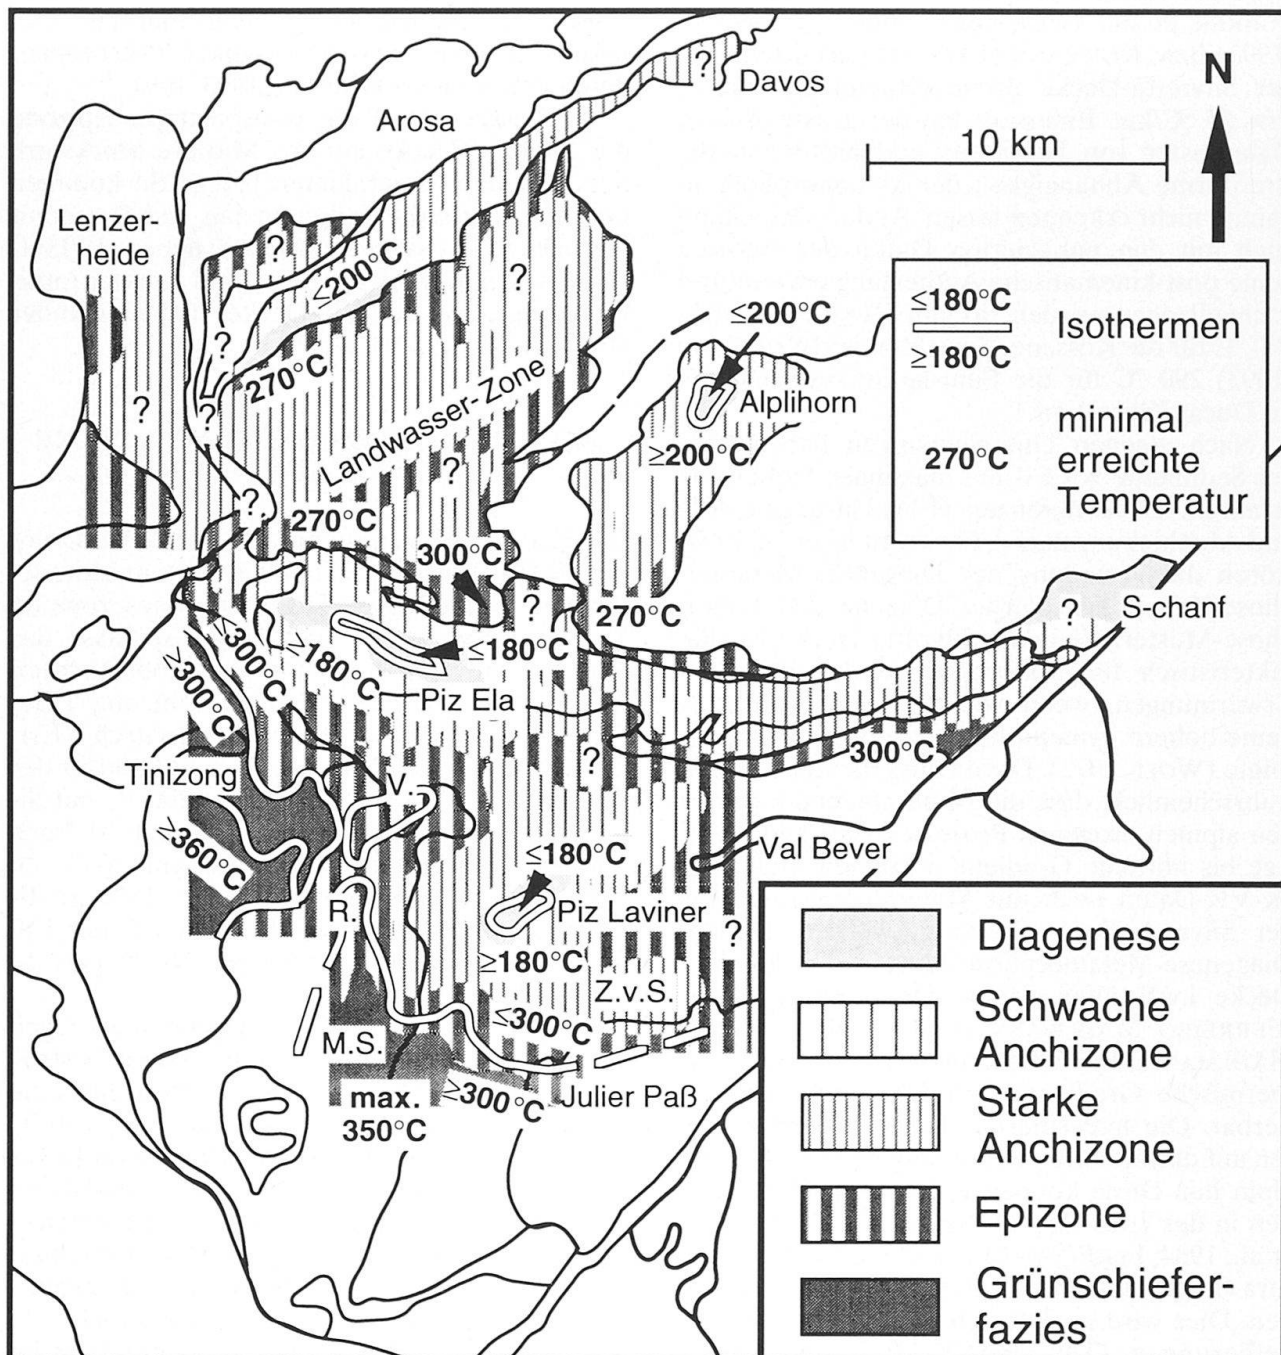 Davos
?
N
10 km
Arosa
Lenzer-
heide
?
≤200°C
?
≤200°C
≤180°C
Isothermen
≥180°C
minimal
270°C
erreichte
Temperatur
?
270°C
Landwasser-Zone
Alplihorn
≥200°C
?
?
?
?
270°C
300°C
?
270°C
?
S-chanf
≤300°C
≥180°C
≤180°C
≥300°C
Piz Ela
?
300°C
Tinizong
V.
≥360°C
≤180°C
Val Bever
R.
Piz Laviner
?
≥180°C
Z.v.S.
≤300°C
M.S.
≥300°C
Julier Paß
max.
350°C
Diagenese
Schwache
Anchizone
Starke
Anchizone
Epizone
Grünschiefer-
fazies